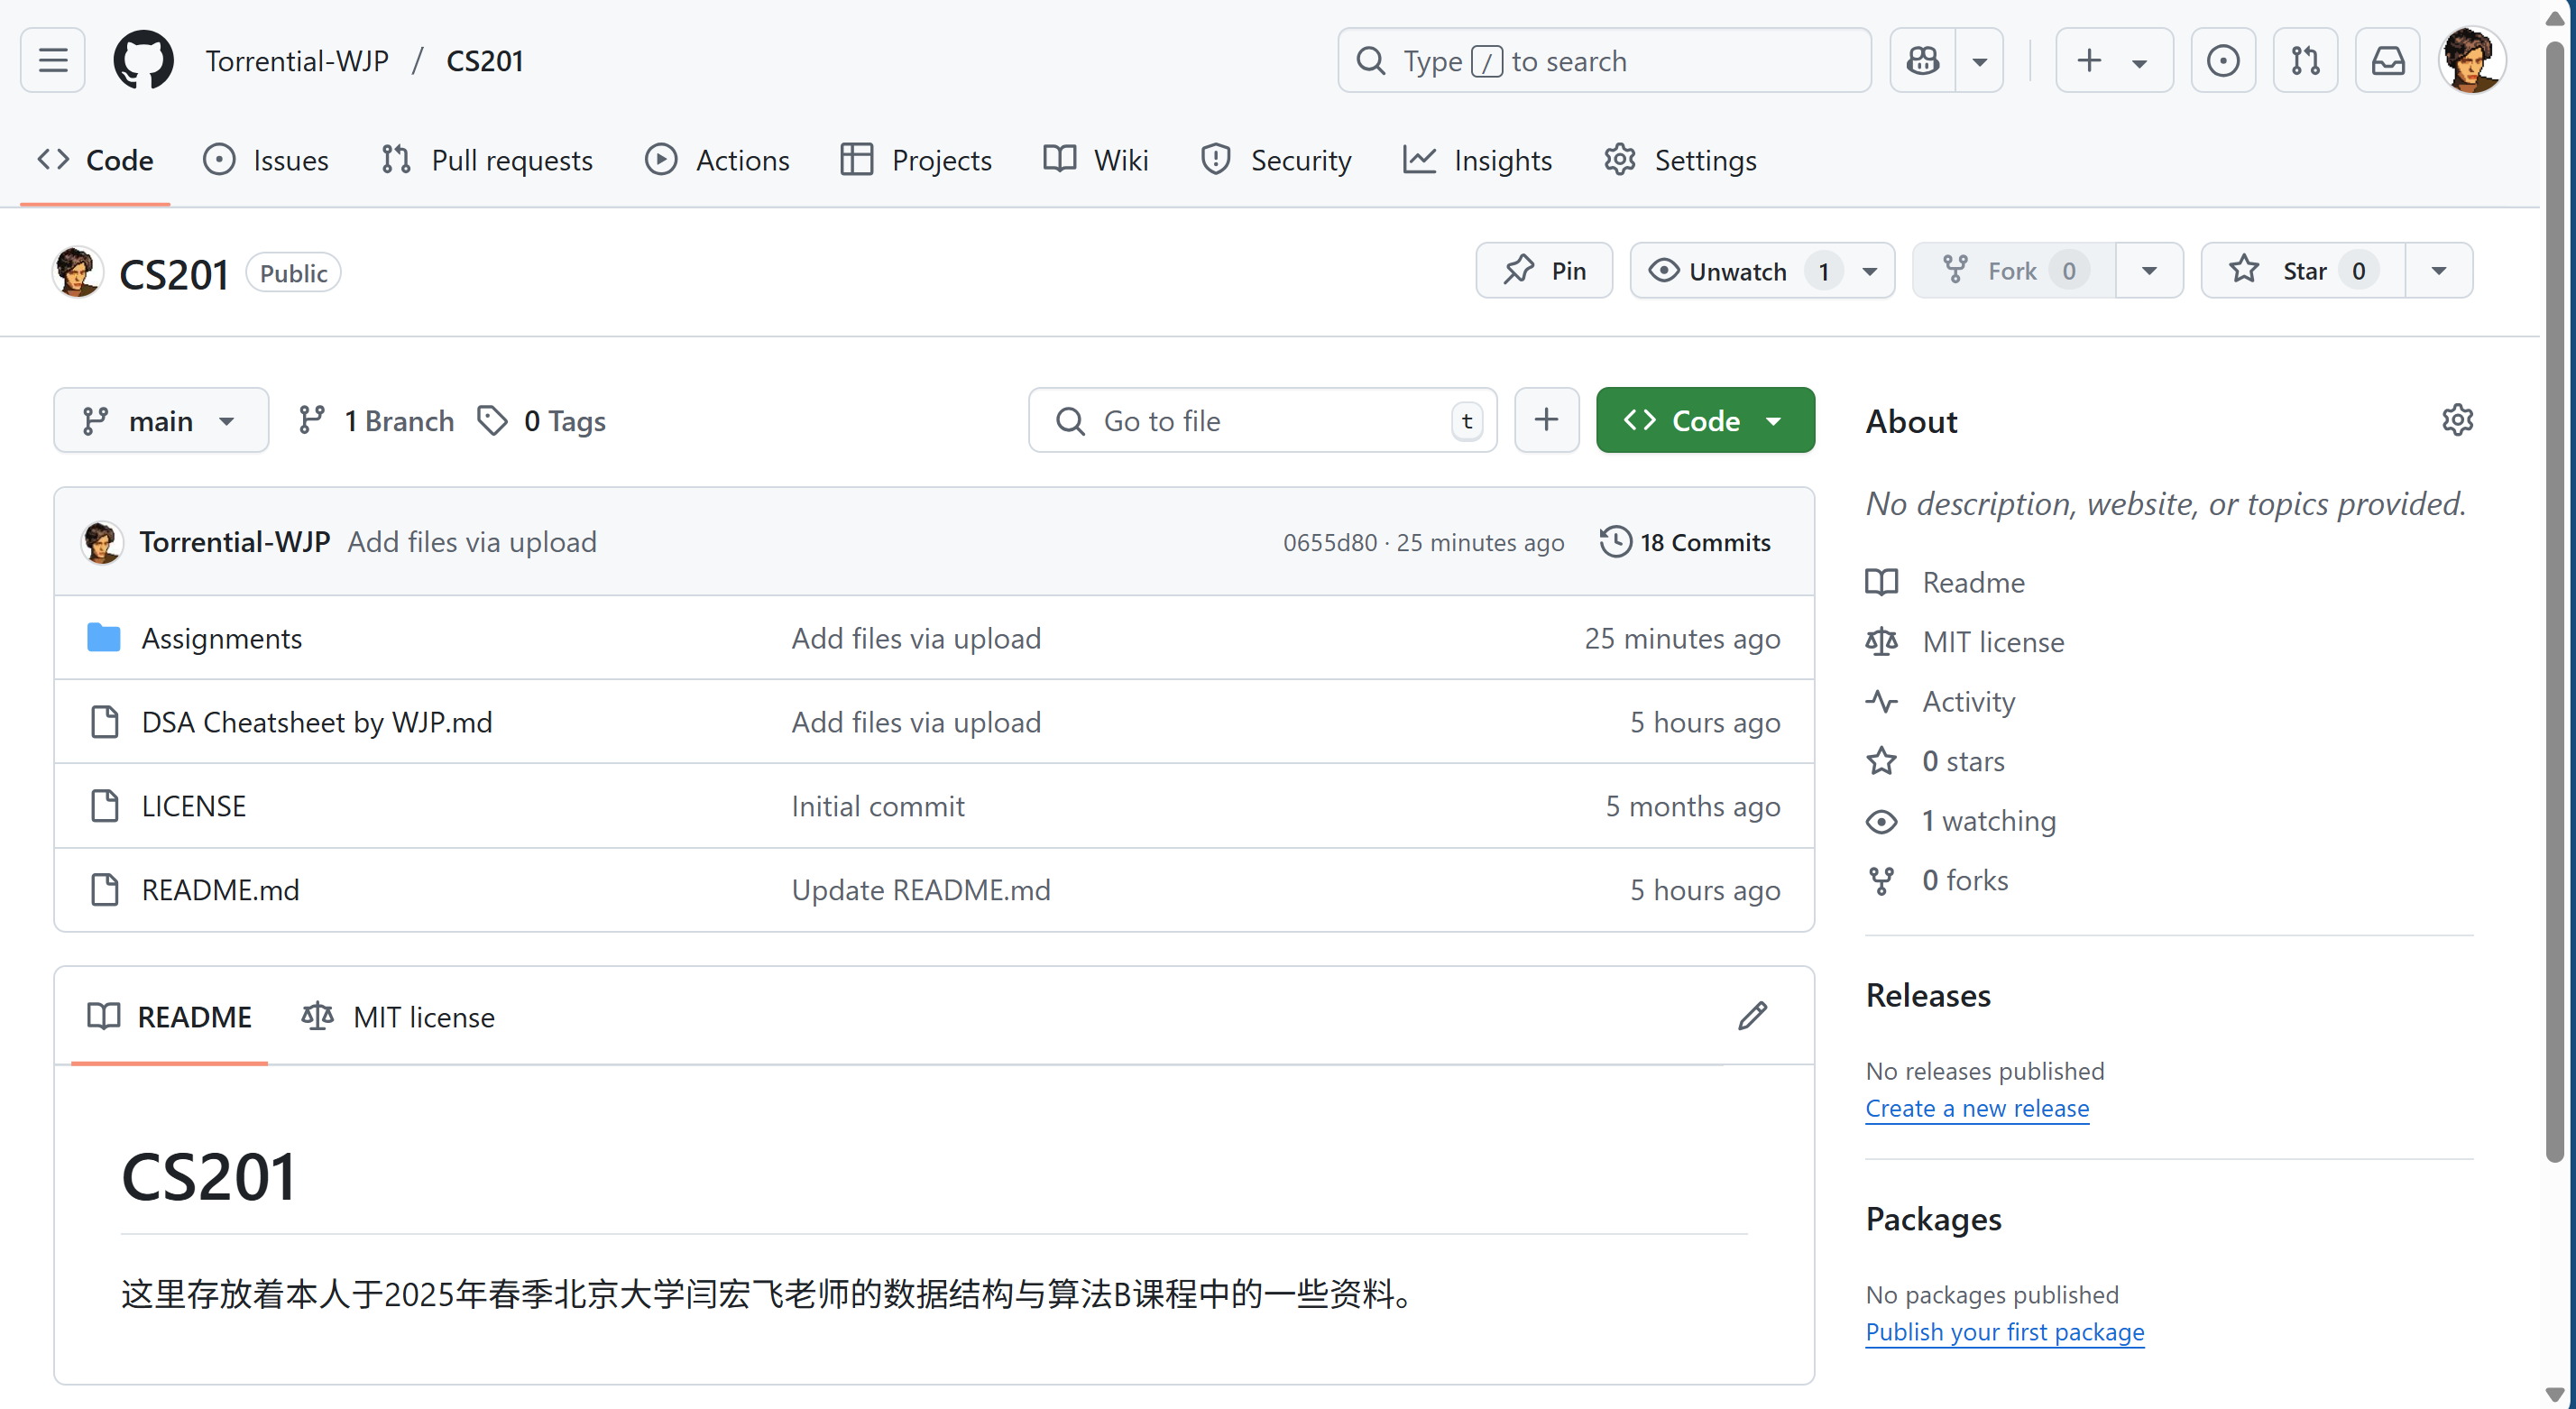 Torrential-WJP / CS201
Type / to search
Code
Issues
Pull requests
Actions
Projects
Wiki
Security
Insights
Settings
CS201 Public
Pin
Unwatch 1
Fork 0
Star 0
main
1 Branch
0 Tags
Go to file t
Code
Torrential-WJP Add files via upload 0655d80 · 25 minutes ago 18 Commits
Assignments Add files via upload 25 minutes ago
DSA Cheatsheet by WJP.md Add files via upload 5 hours ago
LICENSE Initial commit 5 months ago
README.md Update README.md 5 hours ago
README MIT license
CS201
这里存放着本人于2025年春季北京大学闫宏飞老师的数据结构与算法B课程中的一些资料。
About
No description, website, or topics provided.
Readme
MIT license
Activity
0 stars
1 watching
0 forks
Releases
No releases published
Create a new release
Packages
No packages published
Publish your first package